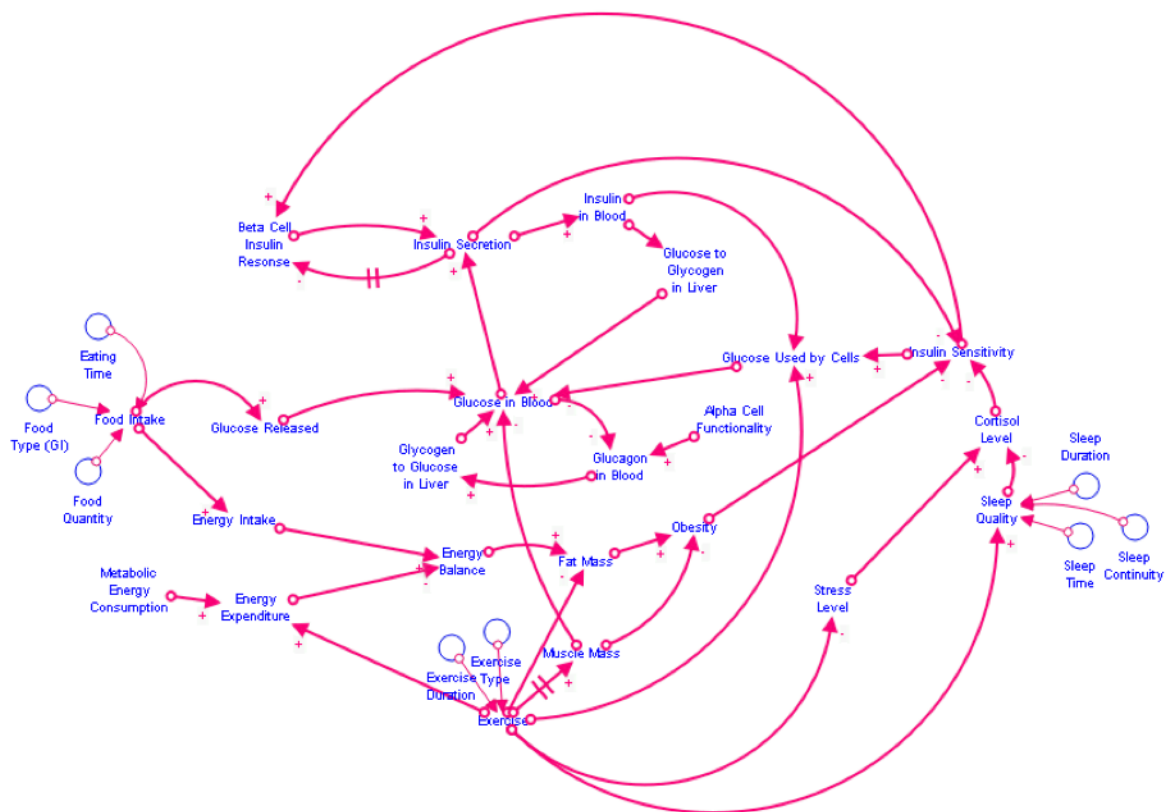 Beta Cell
Insulin
Resonse
Insulin Secretion
Insulin
in Blood
Glucose to
Glycogen
in Liver
Eating
Time
Food
Type (GI)
Food Intake
Food
Quantity
Glucose Released
Glucose in Blood
Glucose Used by Cells
Insulin Sensitivity
Glycogen
to Glucose
in Liver
Glucagon
in Blood
Alpha Cell
Functionality
Cortisol
Level
Sleep
Duration
Sleep
Quality
Sleep
Time
Sleep
Continuity
Energy Intake
Energy
Balance
Fat Mass
Obesity
Metabolic
Energy
Consumption
Energy
Expenditure
Stress
Level
Muscle Mass
Exercise
Type
Exercise
Duration
Exercise